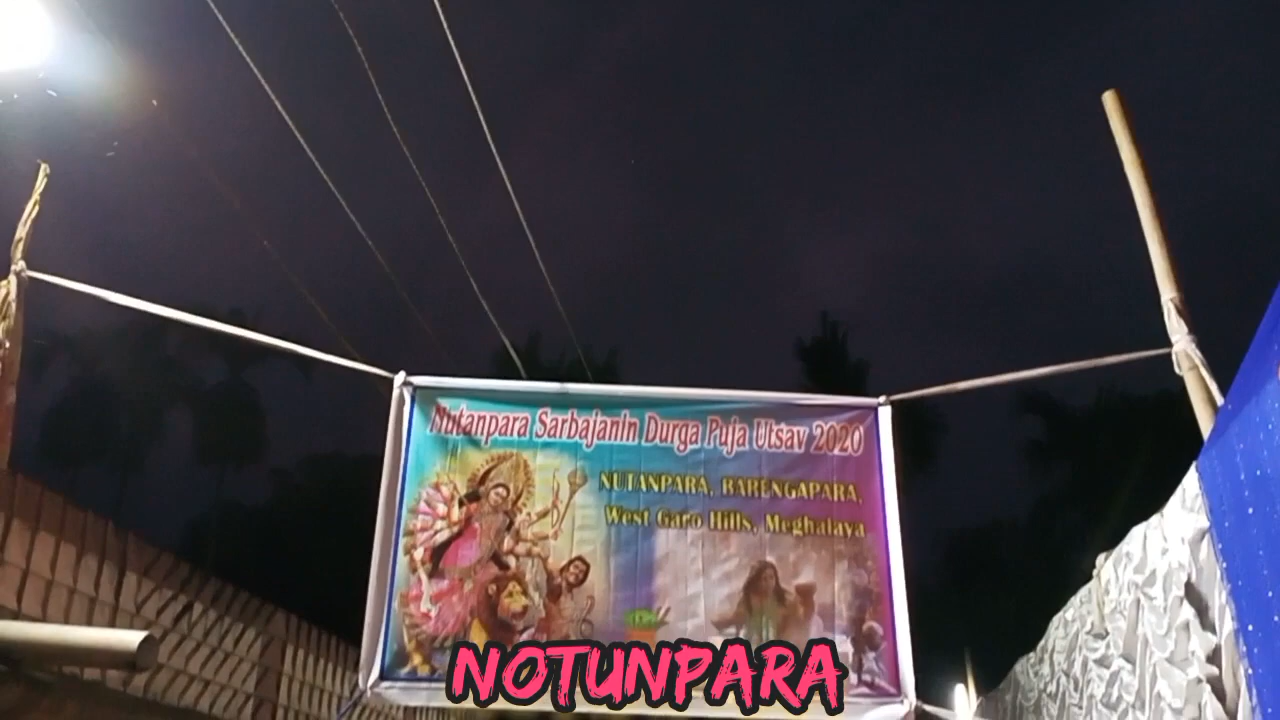 Nutanpara Sarbajanin Durga Puja Utsav 2020
NUTANPARA, BARENGAPARA,
West Garo Hills, Meghalaya
NOTUNPARA